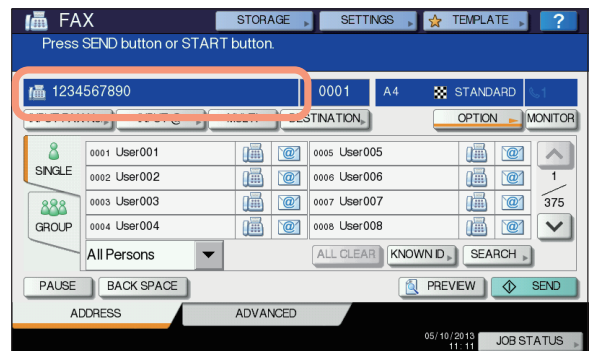 FAX
STORAGE
SETTINGS
TEMPLATE
?
Press SEND button or START button.
1234567890
0001
A4
STANDARD
1
MULTI
DESTINATION
OPTION
MONITOR
SINGLE
GROUP
0001 User001
0005 User005
0002 User002
0006 User006
0003 User003
0007 User007
0004 User004
0008 User008
1
375
All Persons
ALL CLEAR
KNOWN ID
SEARCH
PAUSE
BACK SPACE
PREVIEW
SEND
ADDRESS
ADVANCED
05/10/2013
11:11
JOB STATUS